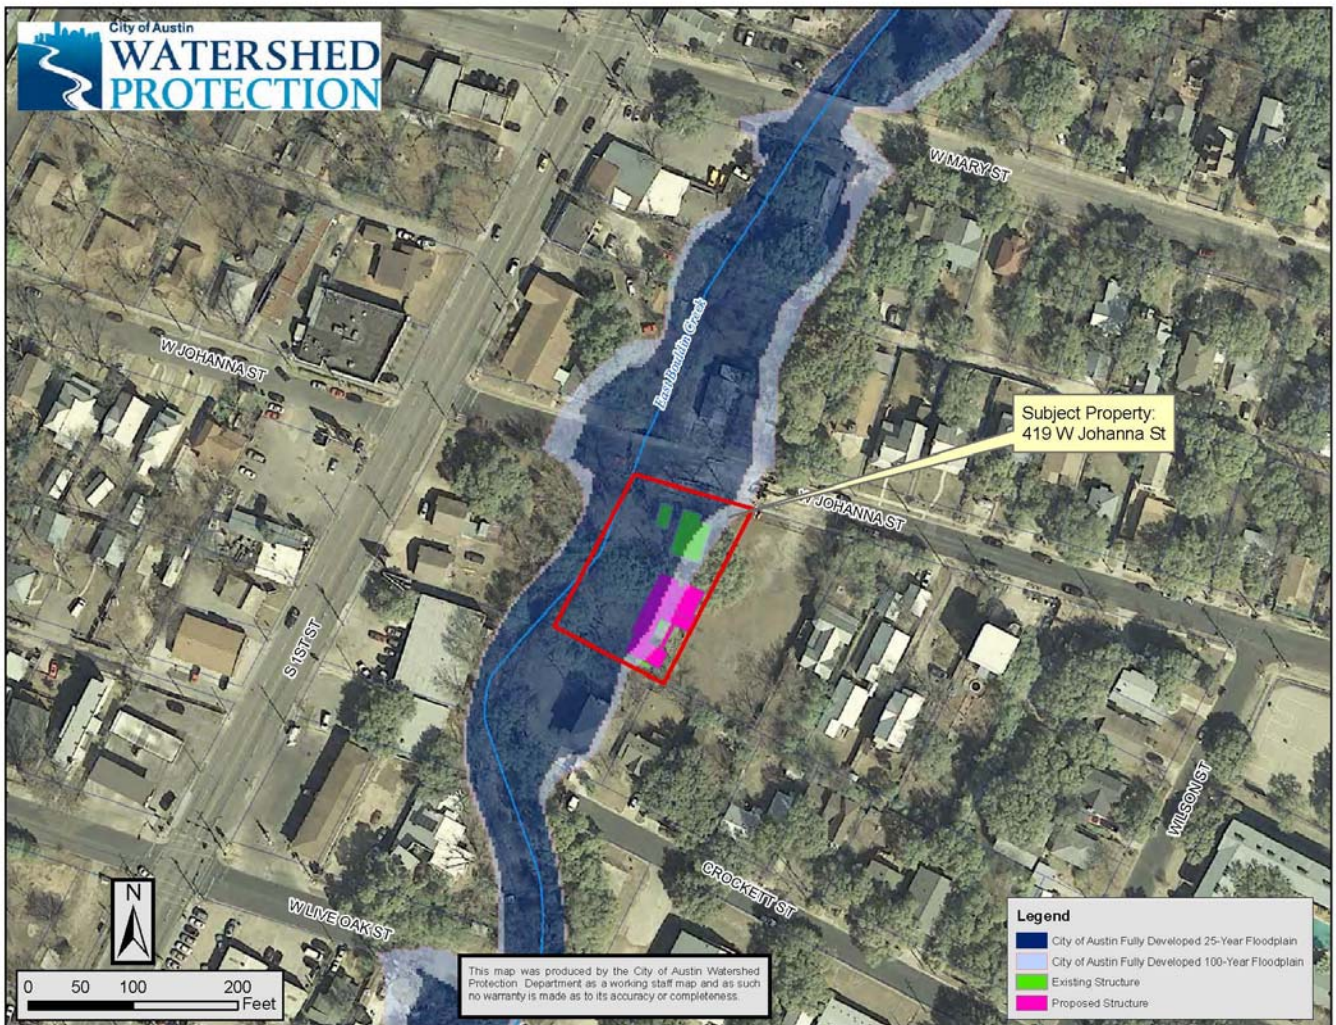 City of Austin
WATERSHED
PROTECTION
W MARY ST
W JOHANNA ST
East Bouldin Creek
Subject Property:
419 W Johanna St
W JOHANNA ST
S 1ST ST
WILSON ST
CROCKETT ST
W LIVE OAK ST
N
0 50 100 200
Feet
This map was produced by the City of Austin Watershed
Protection Department as a working staff map and as such
no warranty is made as to its accuracy or completeness.
Legend
City of Austin Fully Developed 25-Year Floodplain
City of Austin Fully Developed 100-Year Floodplain
Existing Structure
Proposed Structure